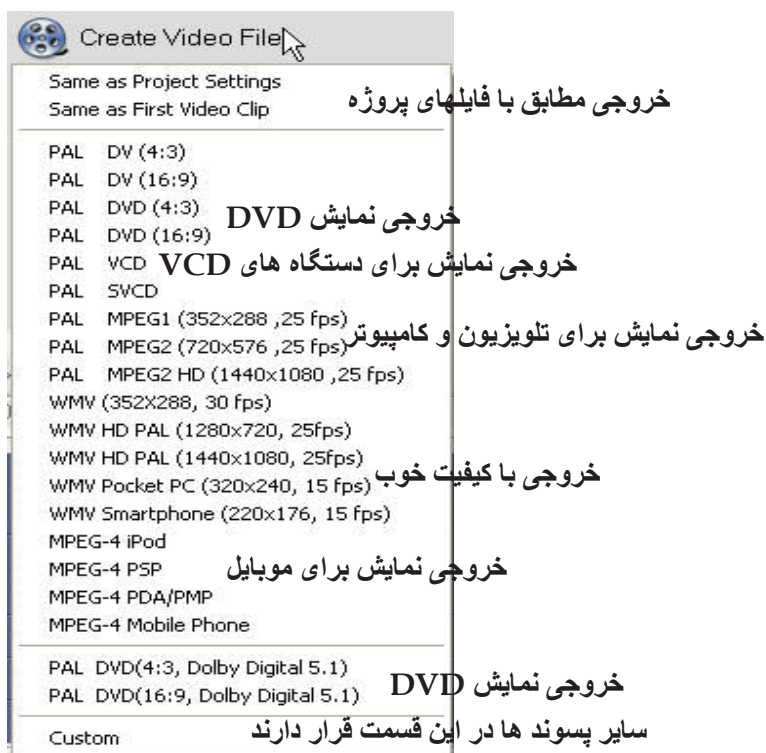 Create Video File
Same as Project Settings
Same as First Video Clip
خروجی مطابق با فایلهای پروژه
PAL DV (4:3)
PAL DV (16:9)
PAL DVD (4:3)
خروجی نمایش DVD
PAL DVD (16:9)
PAL VCD
خروجی نمایش برای دستگاه های VCD
PAL SVCD
PAL MPEG1 (352x288 ,25 fps)
خروجی نمایش برای تلویزیون و کامپیوتر
PAL MPEG2 (720x576 ,25 fps)
PAL MPEG2 HD (1440x1080 ,25 fps)
WMV (352X288, 30 fps)
WMV HD PAL (1280x720, 25fps)
WMV HD PAL (1440x1080, 25fps)
خروجی با کیفیت خوب
WMV Pocket PC (320x240, 15 fps)
WMV Smartphone (220x176, 15 fps)
MPEG-4 iPod
MPEG-4 PSP
خروجی نمایش برای موبایل
MPEG-4 PDA/PMP
MPEG-4 Mobile Phone
PAL DVD(4:3, Dolby Digital 5.1)
خروجی نمایش DVD
PAL DVD(16:9, Dolby Digital 5.1)
سایر پسوند ها در این قسمت قرار دارند
Custom